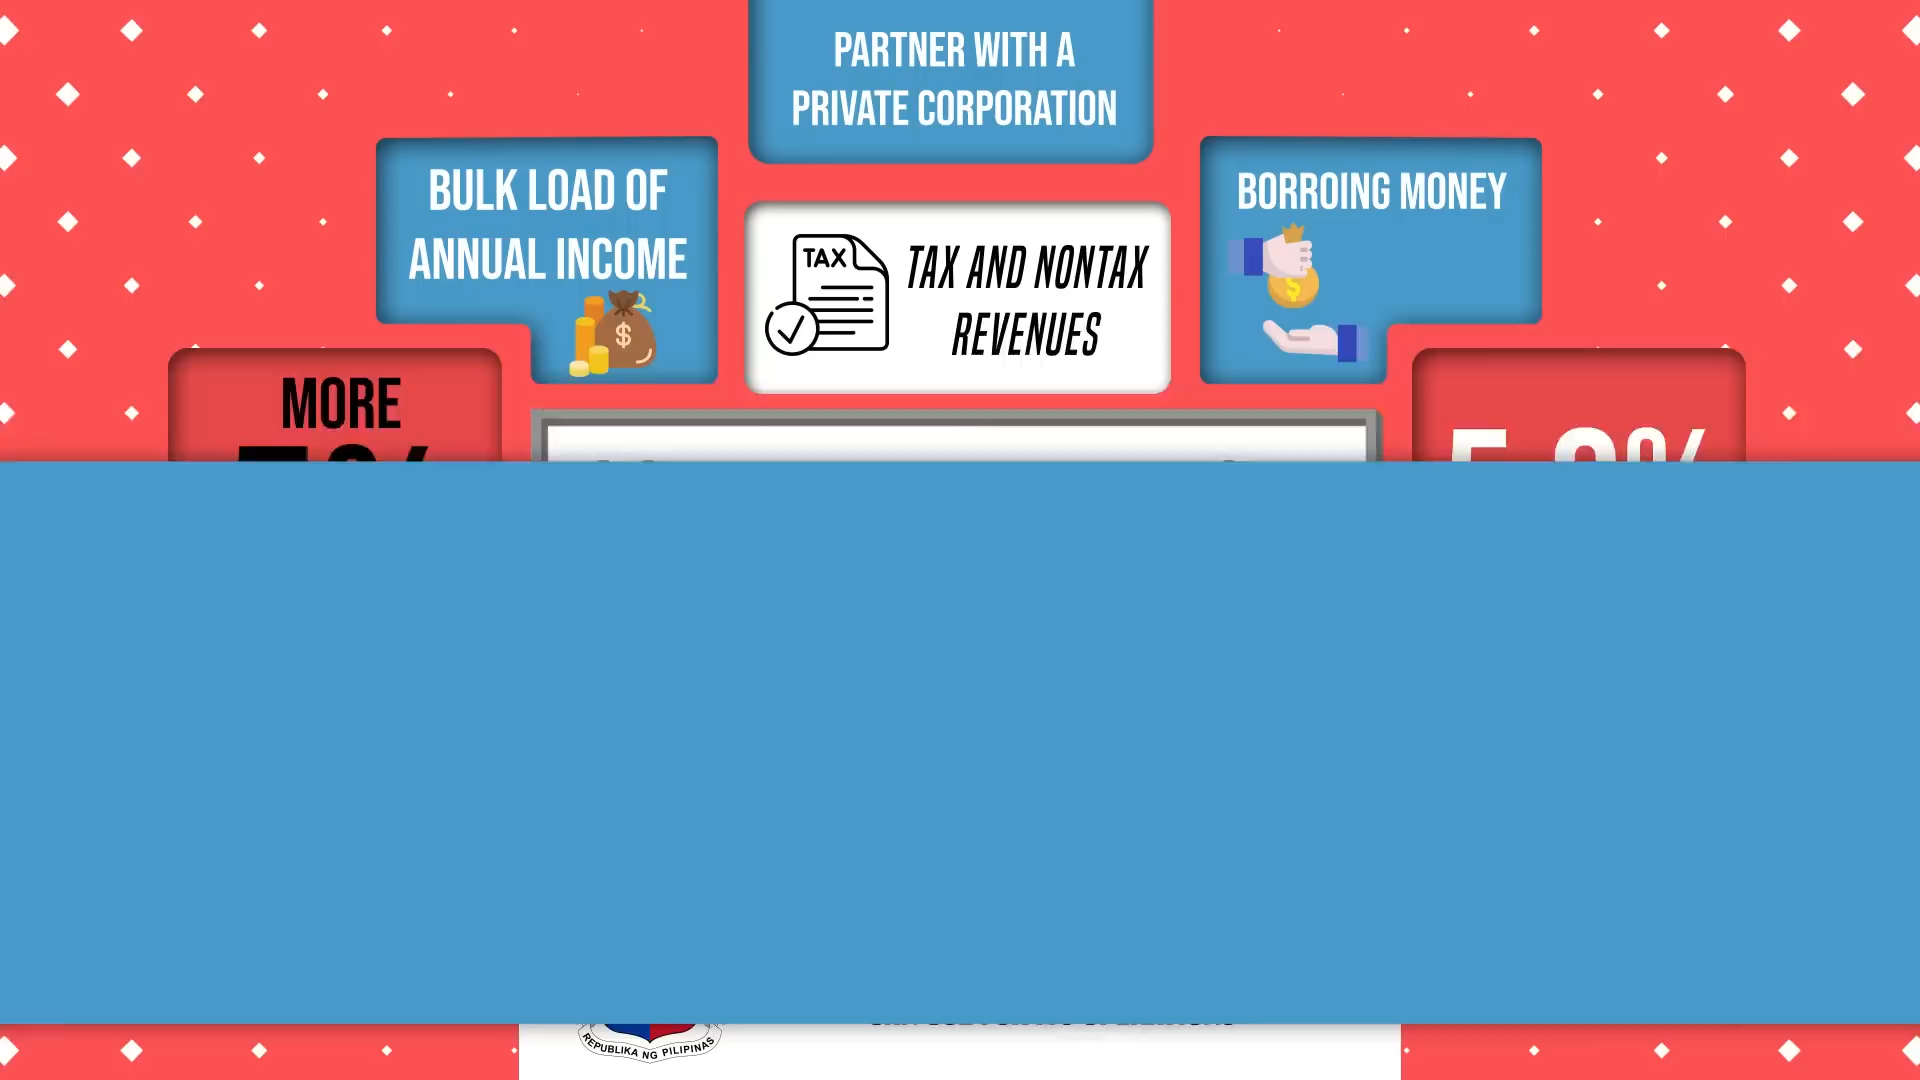 PARTNER WITH A
PRIVATE CORPORATION
BULK LOAD OF
ANNUAL INCOME
TAX
TAX AND NONTAX
REVENUES
BORROING MONEY
MORE
REPUBLIKA NG PILIPINAS